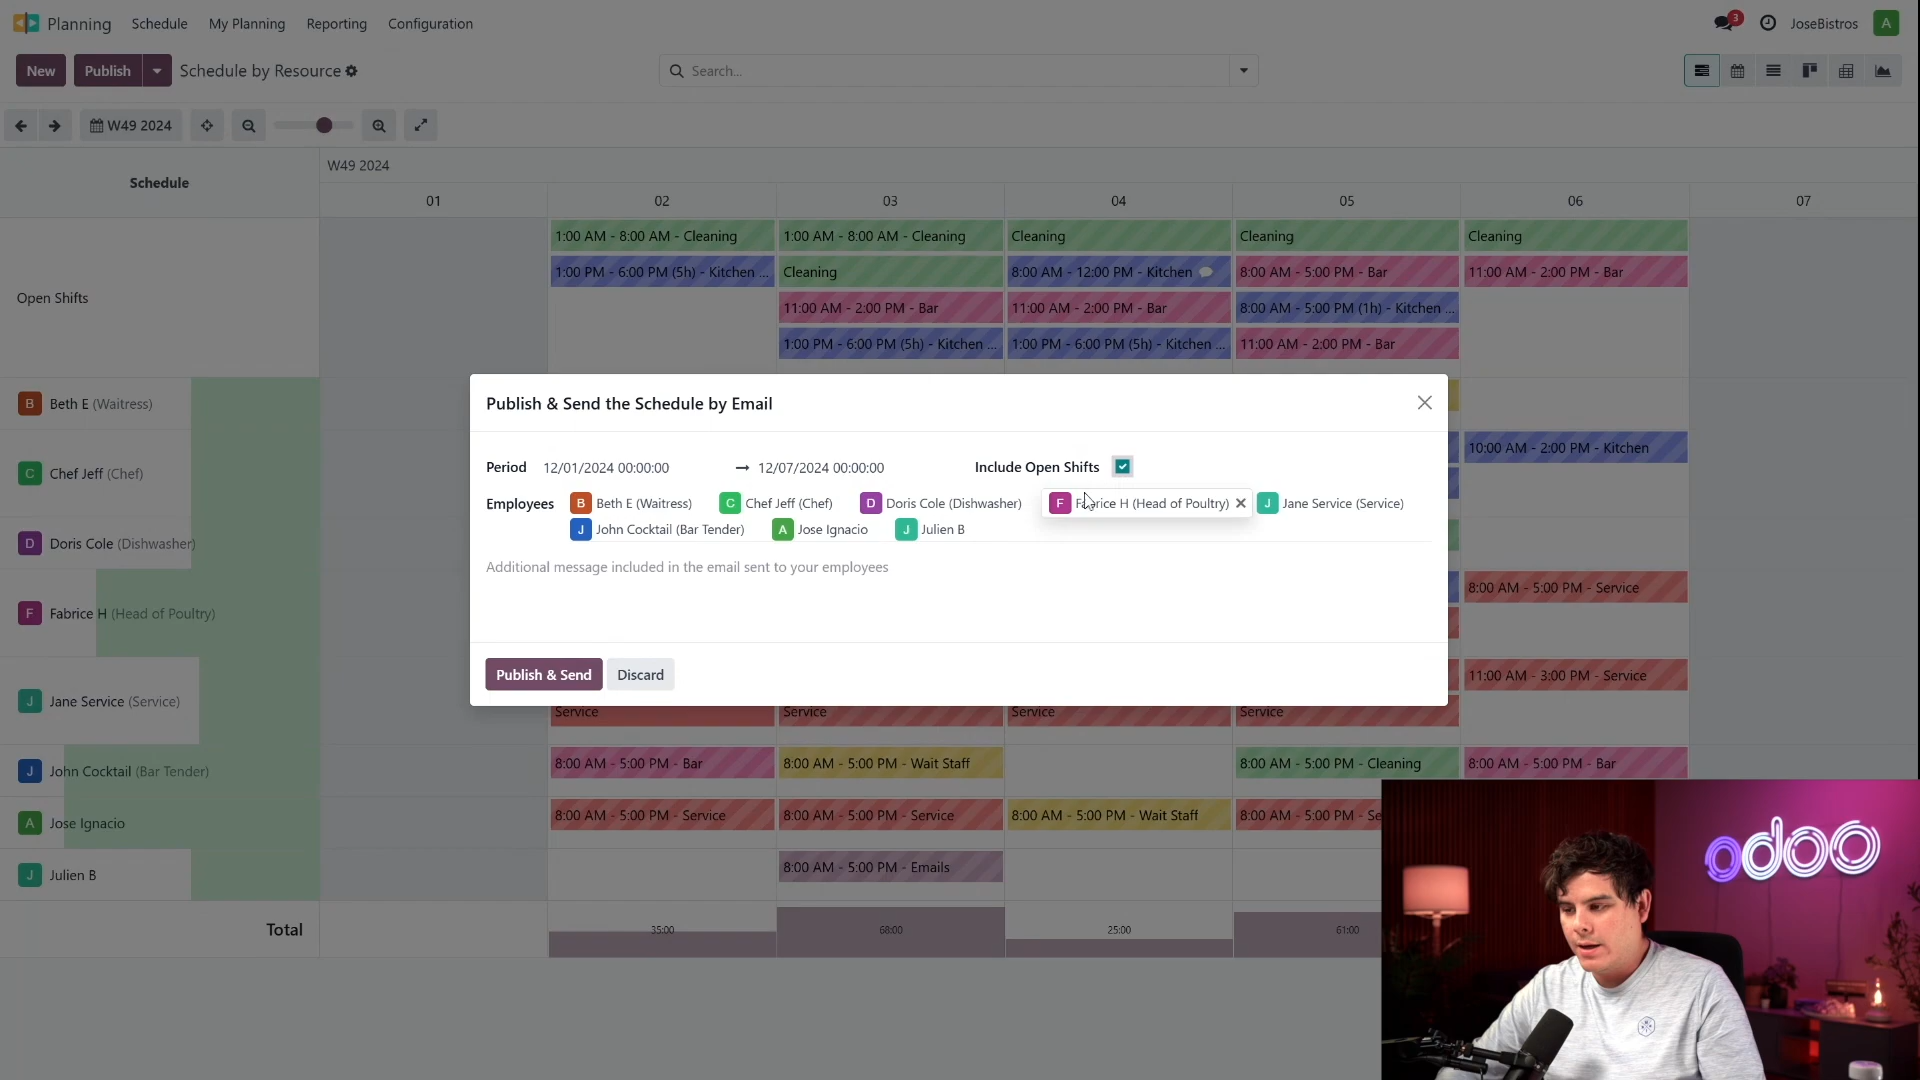 Planning Schedule My Planning Reporting Configuration 3 JoseBistros A
New Publish Schedule by Resource Search...
W49 2024
W49 2024
Schedule
01 02 03 04 05 06 07
1:00 AM - 8:00 AM - Cleaning 1:00 AM - 8:00 AM - Cleaning Cleaning Cleaning Cleaning
1:00 PM - 6:00 PM (5h) - Kitchen ... Cleaning 8:00 AM - 12:00 PM - Kitchen 8:00 AM - 5:00 PM - Bar 11:00 AM - 2:00 PM - Bar
Open Shifts
11:00 AM - 2:00 PM - Bar 11:00 AM - 2:00 PM - Bar 8:00 AM - 5:00 PM (1h) - Kitchen ...
1:00 PM - 6:00 PM (5h) - Kitchen ... 1:00 PM - 6:00 PM (5h) - Kitchen ... 11:00 AM - 2:00 PM - Bar
B Beth E (Waitress)
C Chef Jeff (Chef)
10:00 AM - 2:00 PM - Kitchen
D Doris Cole (Dishwasher)
F Fabrice H (Head of Poultry)
8:00 AM - 5:00 PM - Service
J Jane Service (Service)
11:00 AM - 3:00 PM - Service
Publish & Send the Schedule by Email
Period 12/01/2024 00:00:00 → 12/07/2024 00:00:00 Include Open Shifts
Employees B Beth E (Waitress) C Chef Jeff (Chef) D Doris Cole (Dishwasher) F Fabrice H (Head of Poultry) J Jane Service (Service)
J John Cocktail (Bar Tender) A Jose Ignacio J Julien B
Additional message included in the email sent to your employees
Publish & Send Discard
Service Service Service Service
J John Cocktail (Bar Tender) 8:00 AM - 5:00 PM - Bar 8:00 AM - 5:00 PM - Wait Staff 8:00 AM - 5:00 PM - Cleaning 8:00 AM - 5:00 PM - Bar
A Jose Ignacio 8:00 AM - 5:00 PM - Service 8:00 AM - 5:00 PM - Service 8:00 AM - 5:00 PM - Wait Staff 8:00 AM - 5:00 PM - Se
J Julien B 8:00 AM - 5:00 PM - Emails
Total 35:00 68:00 25:00 61:00
odoo